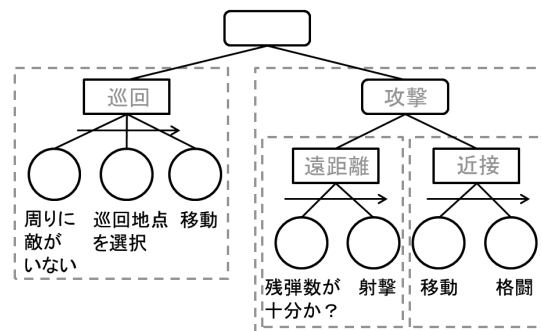 巡回
攻撃
遠距離
近接
周りに
敵が
いない
巡回地点
を選択
移動
残弾数が
十分か？
射撃
移動
格闘